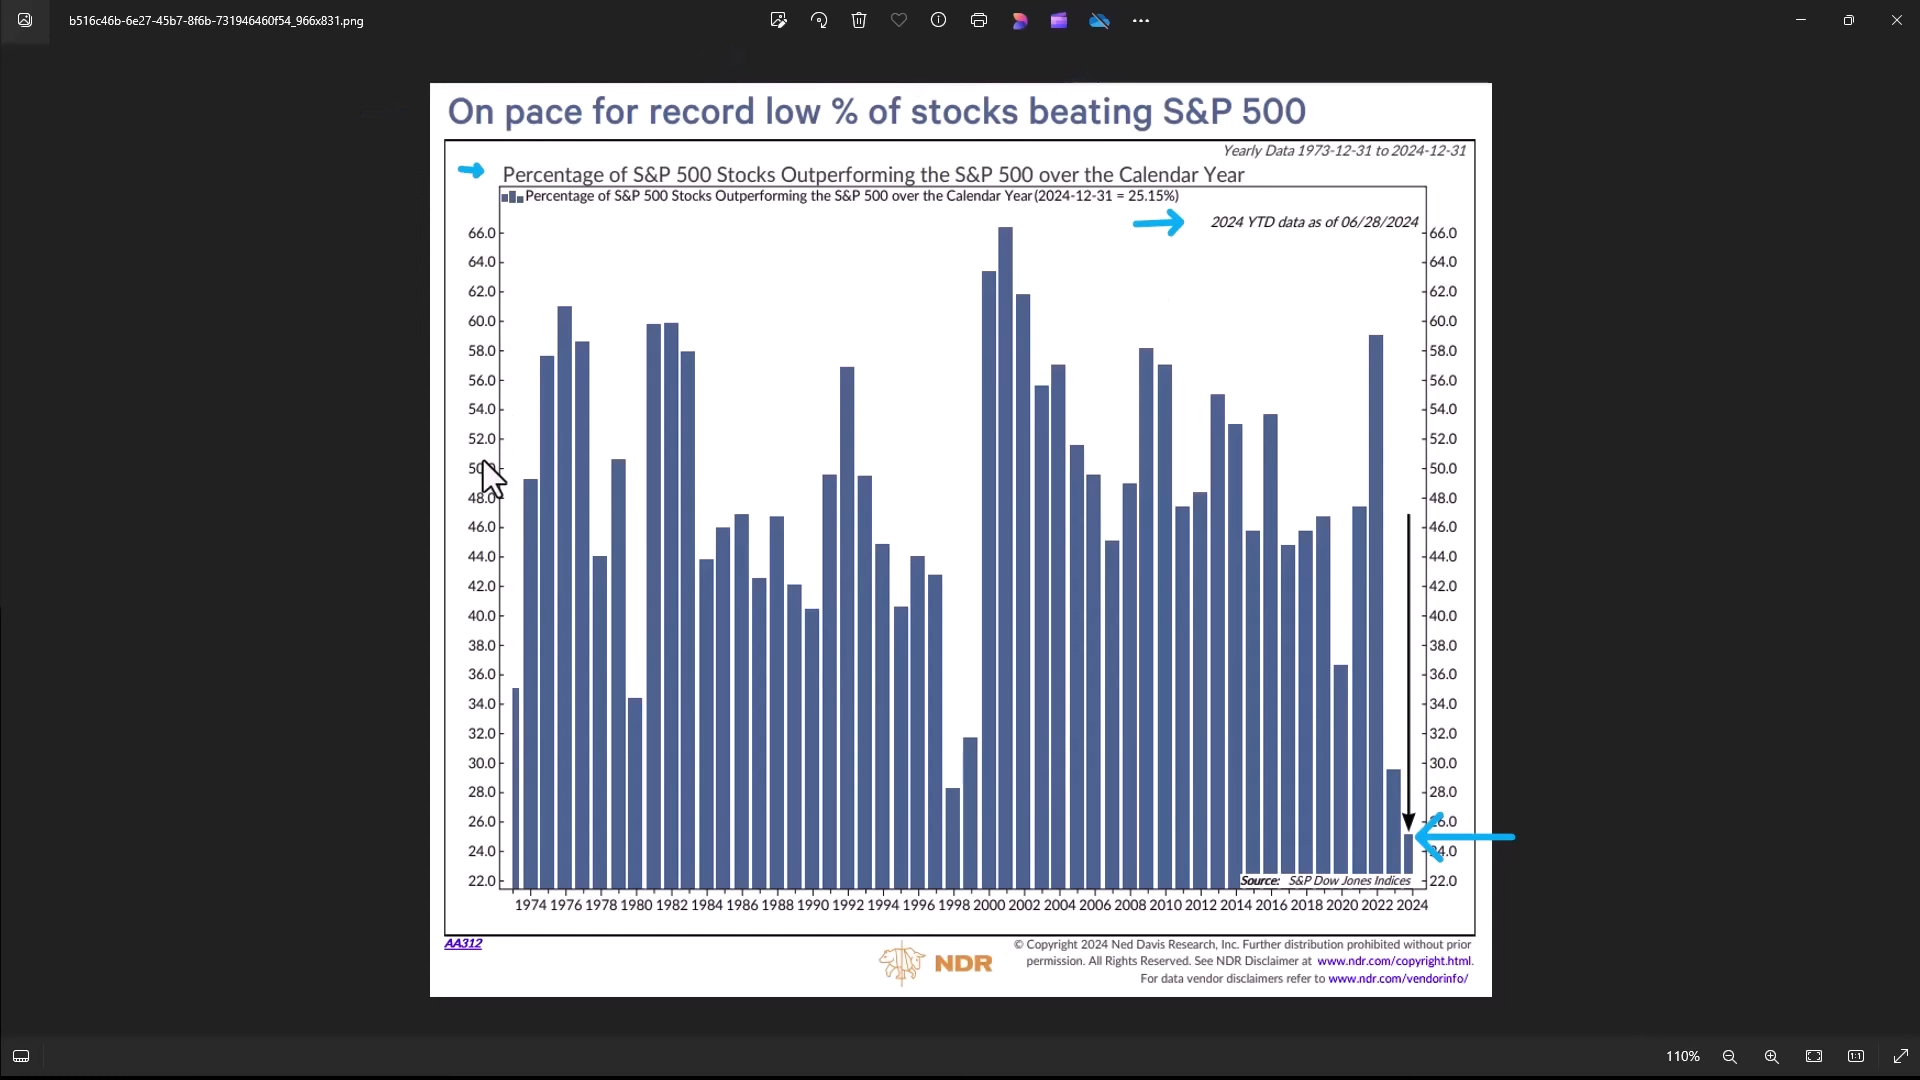 b516c46b-6e27-45b7-8f6b-731946460f54_966x831.png
On pace for record low % of stocks beating S&P 500
Yearly Data 1973-12-31 to 2024-12-31
Percentage of S&P 500 Stocks Outperforming the S&P 500 over the Calendar Year
Percentage of S&P 500 Stocks Outperforming the S&P 500 over the Calendar Year(2024-12-31 = 25.15%)
2024 YTD data as of 06/28/2024
66.0 66.0
64.0 64.0
62.0 62.0
60.0 60.0
58.0 58.0
56.0 56.0
54.0 54.0
52.0 52.0
50.0
48.0 48.0
46.0 46.0
44.0 44.0
42.0 42.0
40.0 40.0
38.0 38.0
36.0 36.0
34.0 34.0
32.0 32.0
30.0 30.0
28.0 28.0
26.0
24.0
22.0 22.0
Source: S&P Dow Jones Indices
1974 1976 1978 1980 1982 1984 1986 1988 1990 1992 1994 1996 1998 2000 2002 2004 2006 2008 2010 2012 2014 2016 2018 2020 2022 2024
AA312
NDR
© Copyright 2024 Ned Davis Research, Inc. Further distribution prohibited without prior
permission. All Rights Reserved. See NDR Disclaimer at www.ndr.com/copyright.html.
For data vendor disclaimers refer to www.ndr.com/vendorinfo/
110%
1:1